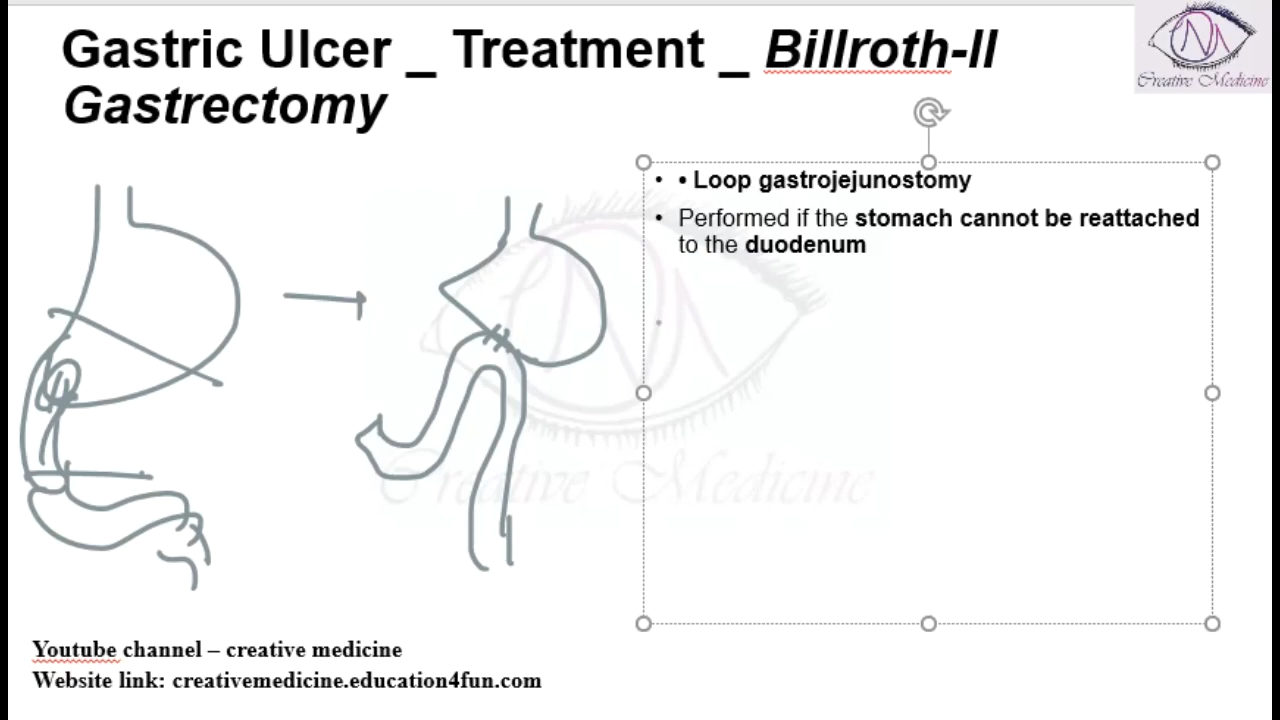 Gastric Ulcer _ Treatment _ Billroth-II
Gastrectomy
Creative Medicine
• • Loop gastrojejunostomy
• Performed if the stomach cannot be reattached
to the duodenum
•
Creative Medicine
Youtube channel – creative medicine
Website link: creativemedicine.education4fun.com